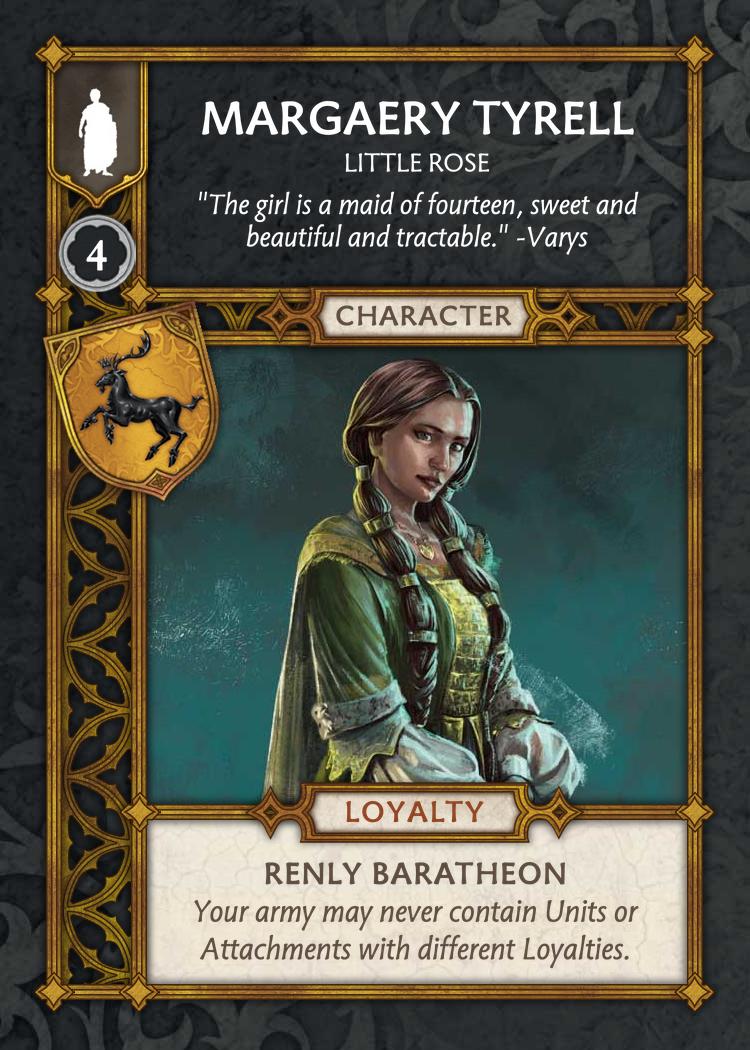 MARGAERY TYRELL
LITTLE ROSE
"The girl is a maid of fourteen, sweet and
beautiful and tractable." -Varys
4
CHARACTER
LOYALTY
RENLY BARATHEON
Your army may never contain Units or
Attachments with different Loyalties.